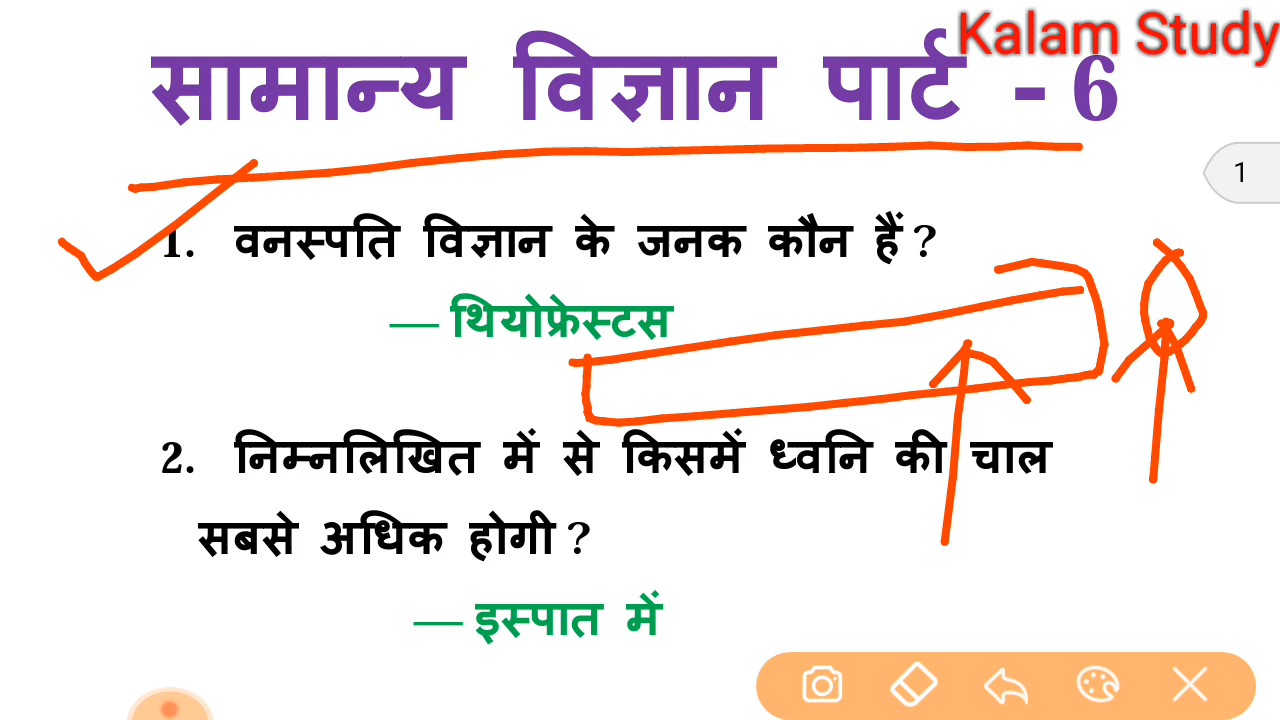 Kalam Study
सामान्य विज्ञान पार्ट - 6
1
1. वनस्पति विज्ञान के जनक कौन हैं ?
— थियोफ्रेस्टस
2. निम्नलिखित में से किसमें ध्वनि की चाल
सबसे अधिक होगी ?
— इस्पात में